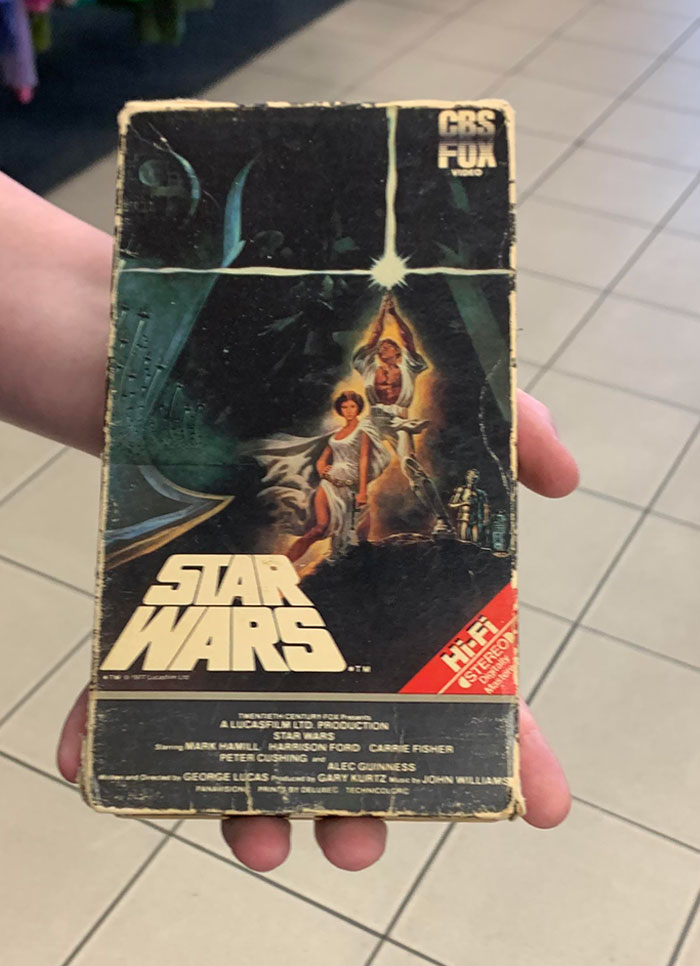 CBS
FOX
VIDEO
STAR
WARS
TM
Hi-Fi
STEREO
Digitally
TWENTIETH CENTURY-FOX Presents
A LUCASFILM LTD. PRODUCTION
STAR WARS
Starring MARK HAMILL HARRISON FORD CARRIE FISHER
PETER CUSHING and
ALEC GUINNESS
Written and Directed by GEORGE LUCAS Produced by GARY KURTZ Music by JOHN WILLIAMS
PANAVISION PRINTS BY DELUXE TECHNICOLOR